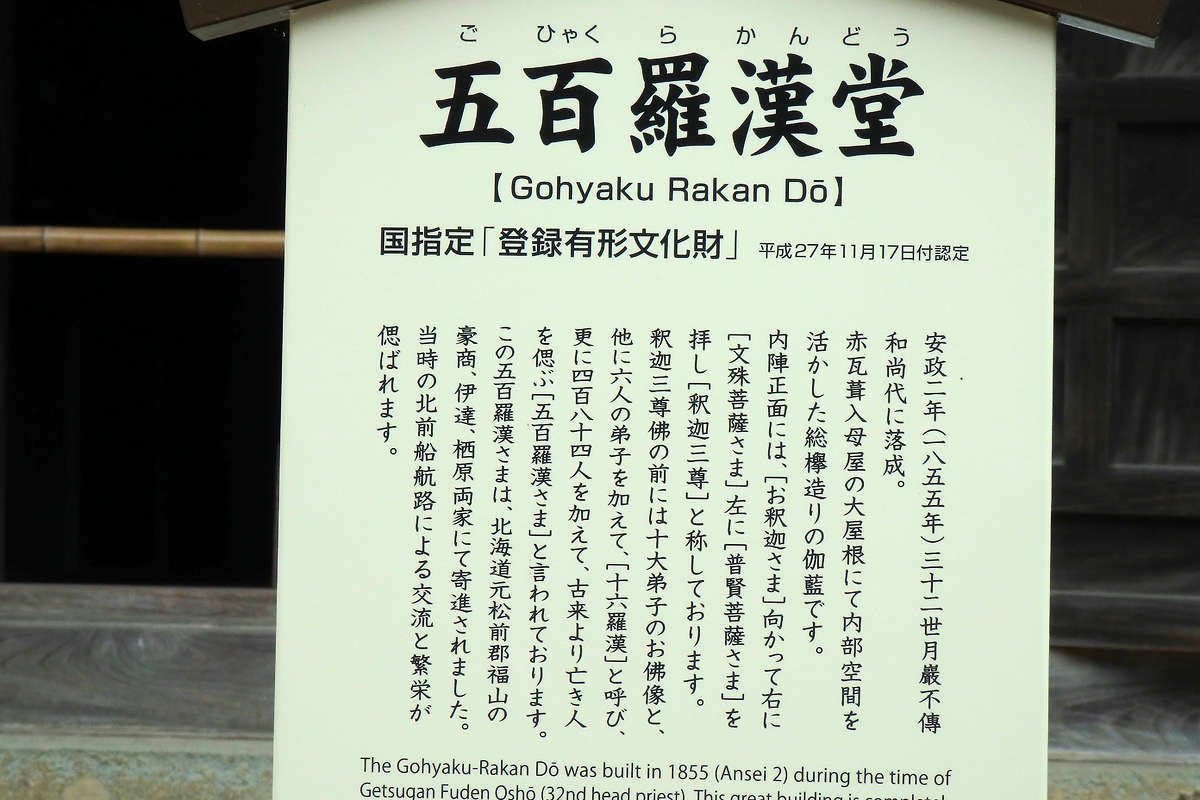 ご ひゃく ら かん どう
五百羅漢堂
【Gohyaku Rakan Dō】
国指定「登録有形文化財」 平成27年11月17日付認定
安政二年(一八五五年)三十二世月巖不傳
和尚代に落成。
赤瓦葺入母屋の大屋根にて内部空間を
活かした総欅造りの伽藍です。
内陣正面には、[お釈迦さま]向かって右に
[文殊菩薩さま]左に[普賢菩薩さま]を
拝し[釈迦三尊]と称しております。
釈迦三尊佛の前には十大弟子のお佛像と、
他に六人の弟子を加えて、[十六羅漢]と呼び、
更に四百八十四人を加えて、古来より亡き人
を偲ぶ[五百羅漢さま]と言われております。
この五百羅漢さまは、北海道元松前郡福山の
豪商、伊達、栖原両家にて寄進されました。
当時の北前船航路による交流と繁栄が
偲ばれます。
The Gohyaku-Rakan Dō was built in 1855 (Ansei 2) during the time of
Getsugan Fuden Oshō (32nd head priest). This great building is complet